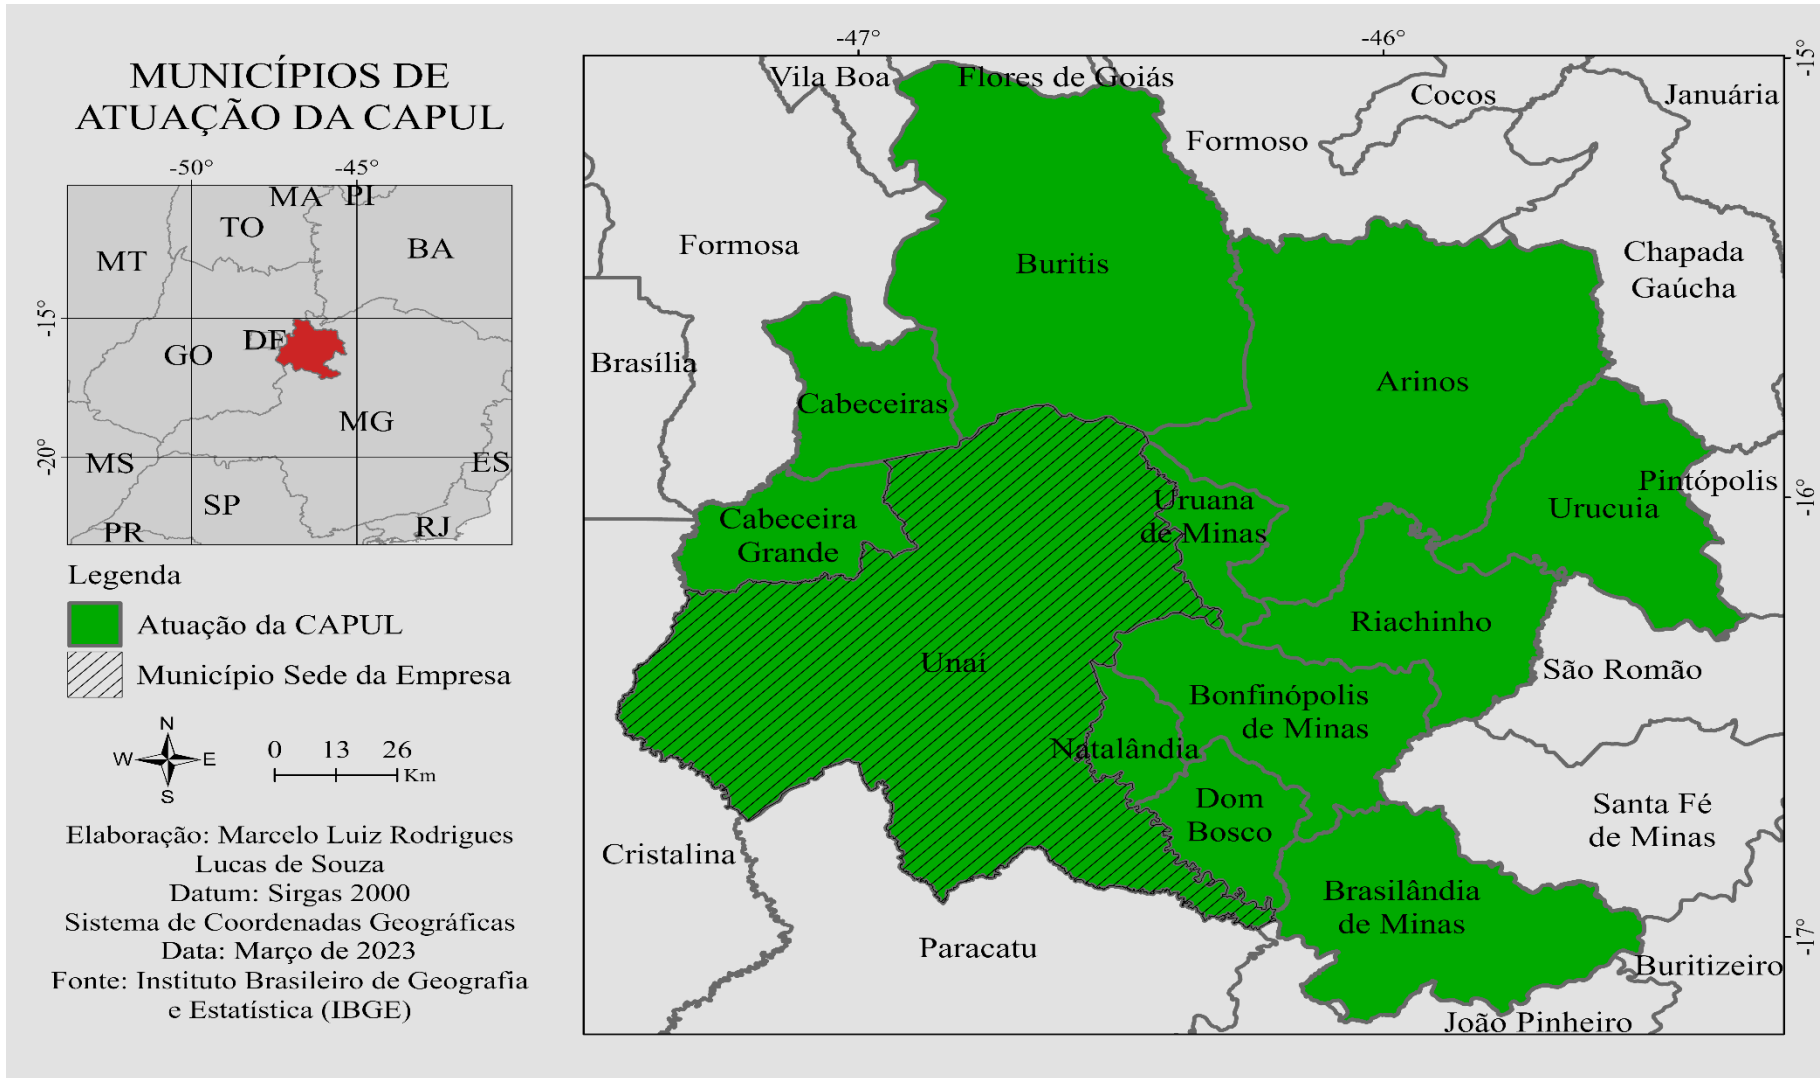 MUNICÍPIOS DE
ATUAÇÃO DA CAPUL
-50°
-45°
MA
PI
TO
MT
BA
-15°
DF
GO
MG
-20°
MS
ES
SP
PR
RJ
Legenda
Atuação da CAPUL
Município Sede da Empresa
N
W
E
S
0
13
26
Km
Elaboração: Marcelo Luiz Rodrigues
Lucas de Souza
Datum: Sirgas 2000
Sistema de Coordenadas Geográficas
Data: Março de 2023
Fonte: Instituto Brasileiro de Geografia
e Estatística (IBGE)
-47°
-46°
-15°
Vila Boa
Flores de Goiás
Cocos
Januária
Formoso
Formosa
Buritis
Chapada
Gaúcha
Brasília
Cabeceiras
Arinos
Pintópolis
-16°
Uruana
de Minas
Urucuia
Cabeceira
Grande
Riachinho
Unaí
São Romão
Bonfinópolis
de Minas
Natalândia
Dom
Bosco
Santa Fé
de Minas
Cristalina
Brasilândia
de Minas
Paracatu
-17°
Buritizeiro
João Pinheiro